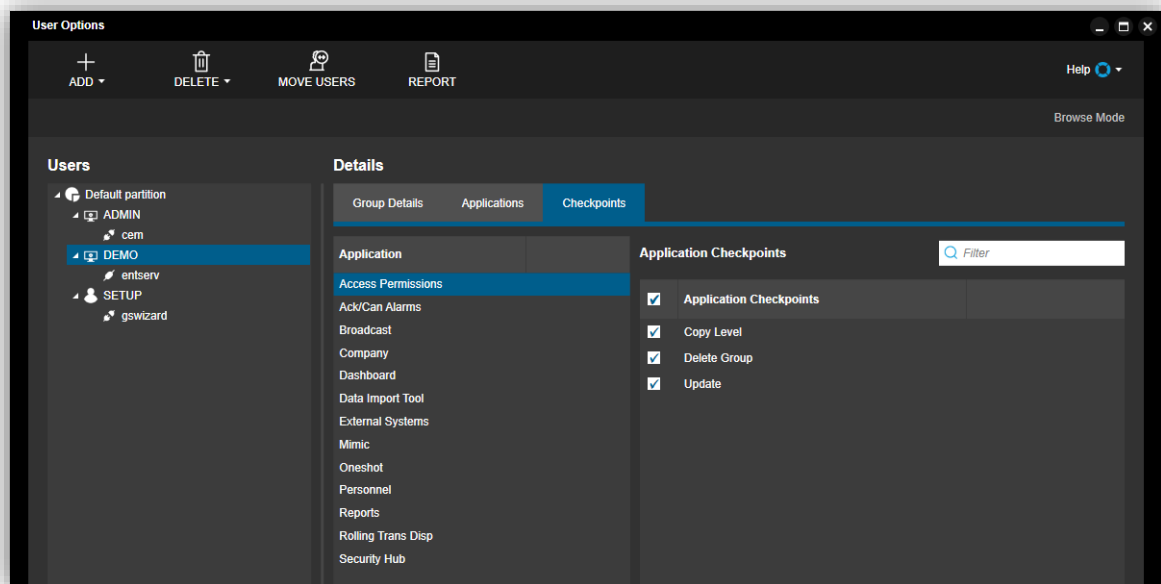 User Options
ADD
DELETE
MOVE USERS
REPORT
Help
Browse Mode
Users
Default partition
ADMIN
cem
DEMO
entserv
SETUP
gswizard
Details
Group Details
Applications
Checkpoints
Application
Access Permissions
Ack/Can Alarms
Broadcast
Company
Dashboard
Data Import Tool
External Systems
Mimic
Oneshot
Personnel
Reports
Rolling Trans Disp
Security Hub
Application Checkpoints
Filter
Application Checkpoints
Copy Level
Delete Group
Update